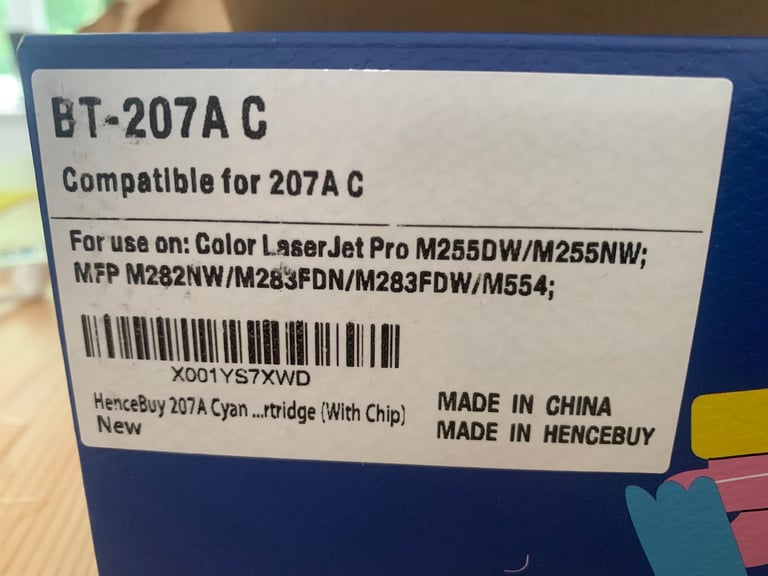 BT-207A C
Compatible for 207A C
For use on: Color LaserJet Pro M255DW/M255NW;
MFP M282NW/M283FDN/M283FDW/M554;
X001YS7XWD
HenceBuy 207A Cyan ...rtridge (With Chip)
New
MADE IN CHINA
MADE IN HENCEBUY